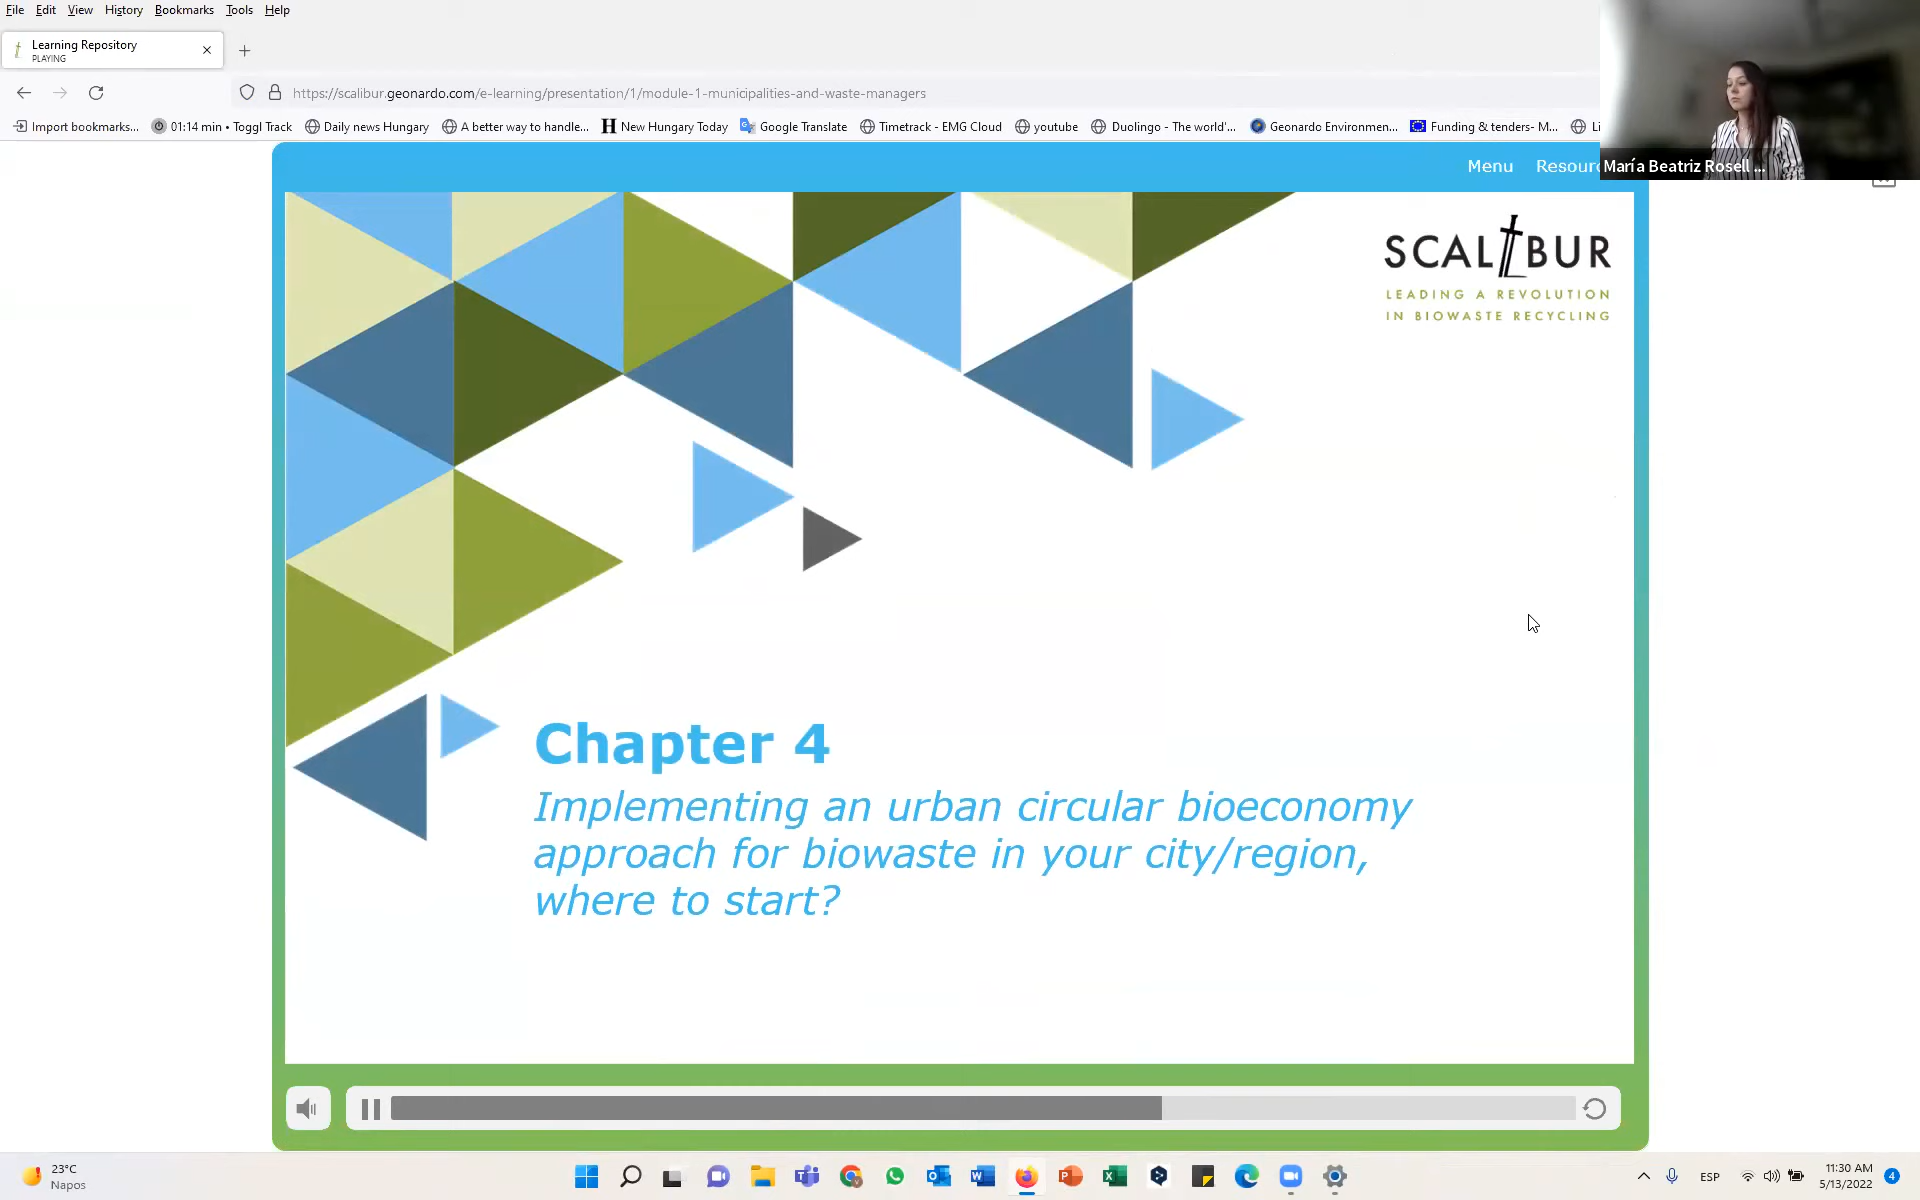 File Edit View History Bookmarks Tools Help
Learning Repository
PLAYING
https://scalibur.geonardo.com/e-learning/presentation/1/module-1-municipalities-and-waste-managers
Import bookmarks... 01:14 min • Toggl Track Daily news Hungary A better way to handle... New Hungary Today Google Translate Timetrack - EMG Cloud youtube Duolingo - The world'... Geonardo Environmen... Funding & tenders- M... Li
Menu Resour
María Beatriz Rosell ...
SCALIBUR
LEADING A REVOLUTION
IN BIOWASTE RECYCLING
Chapter 4
Implementing an urban circular bioeconomy
approach for biowaste in your city/region,
where to start?
23°C
Napos
ESP
11:30 AM
5/13/2022
4